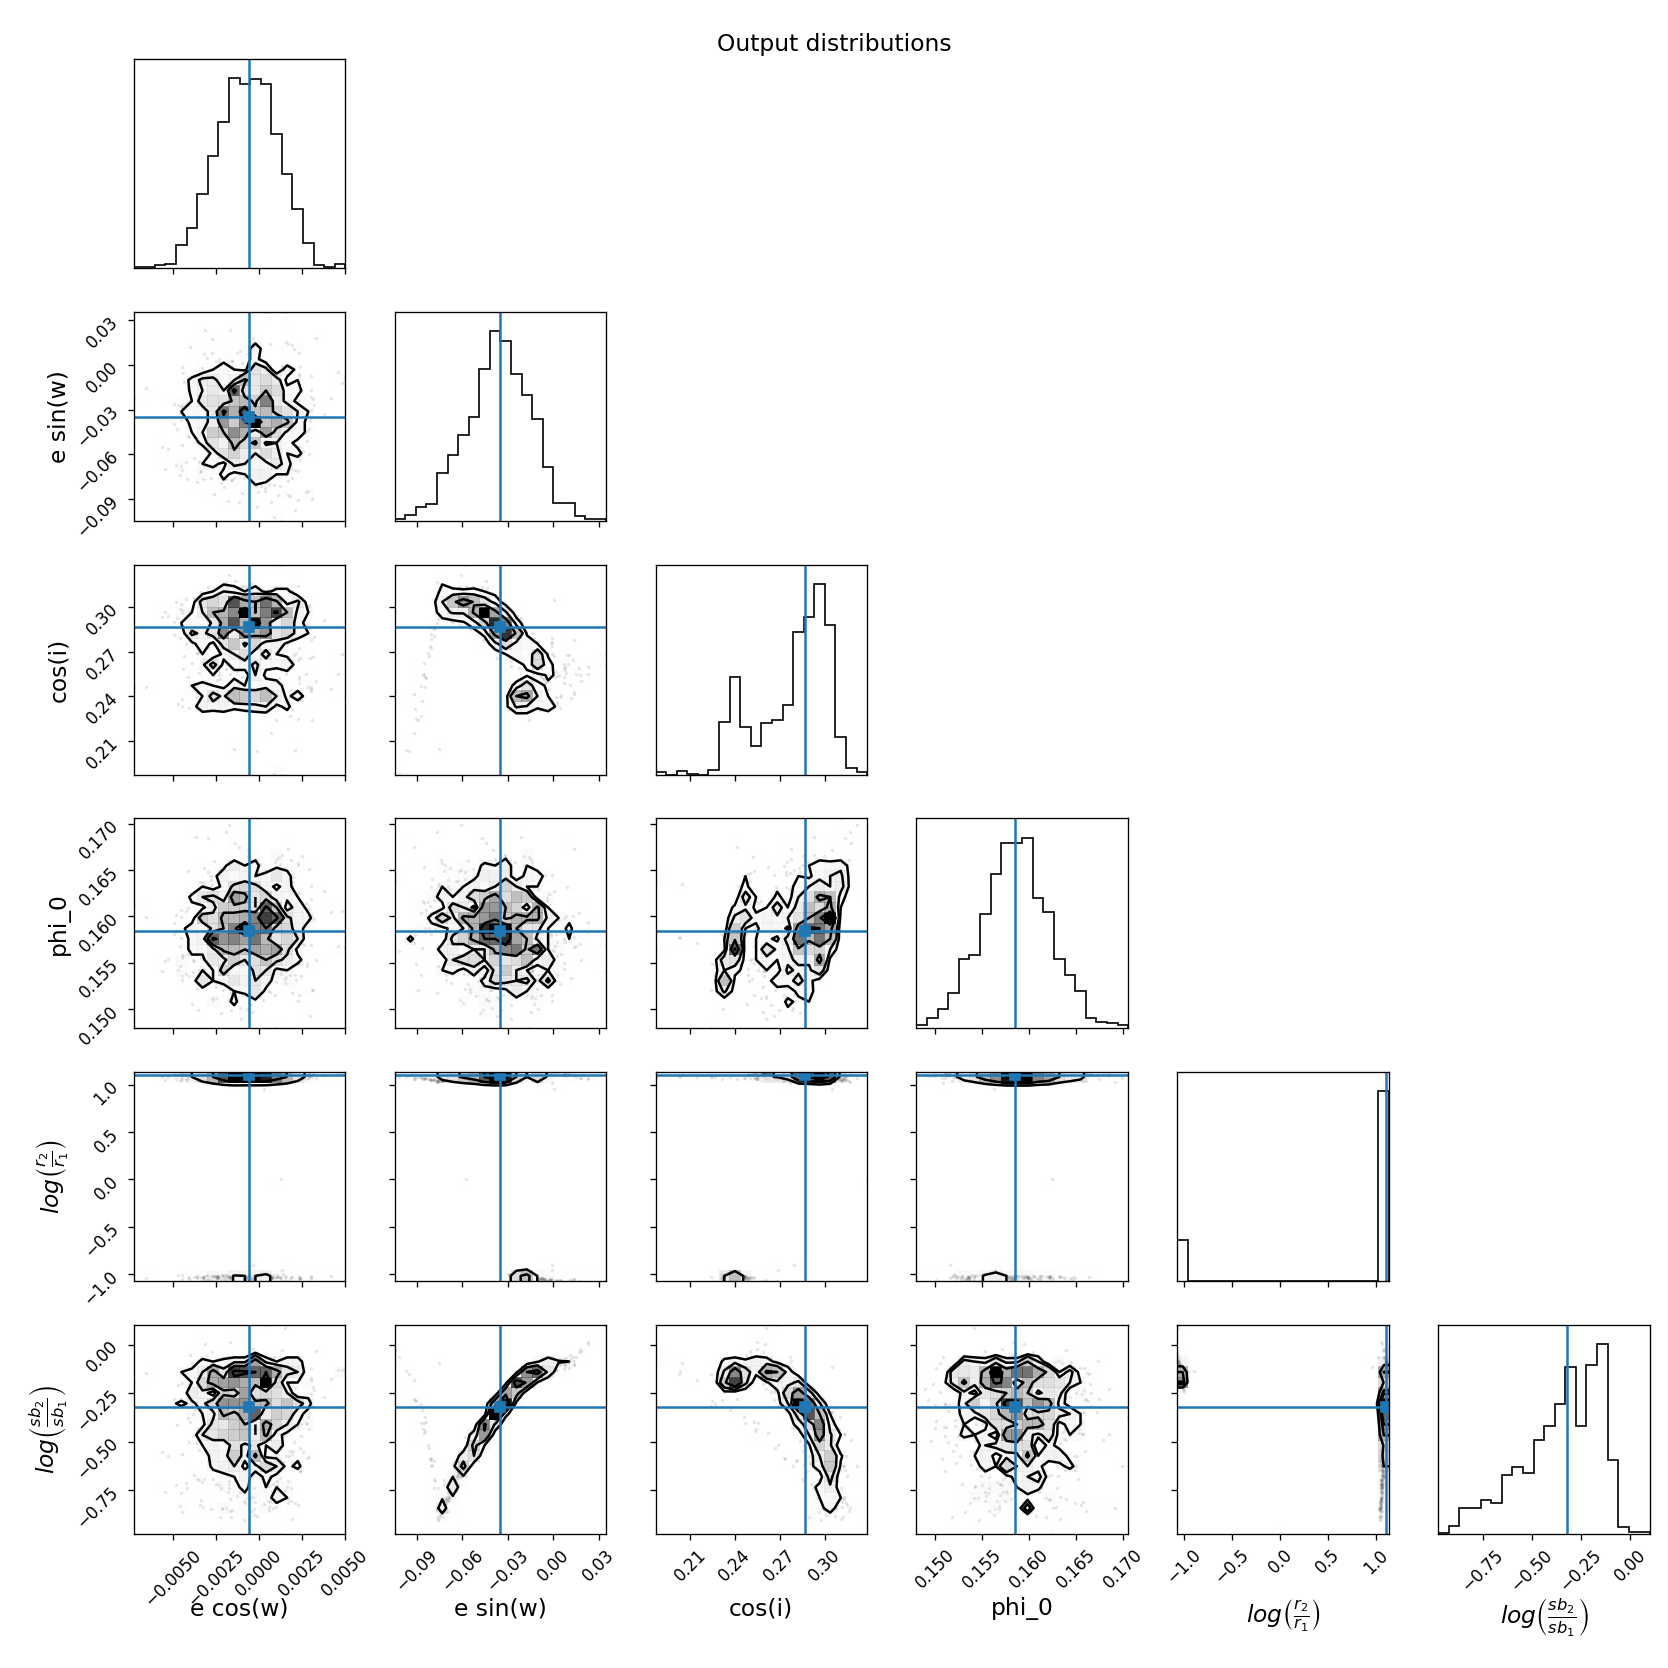 Output distributions
e sin(w)
0.03
0.00
−0.03
−0.06
−0.09
cos(i)
0.30
0.27
0.24
0.21
phi_0
0.170
0.165
0.160
0.155
0.150
log(r2/r1)
1.0
0.5
0.0
−0.5
−1.0
log(sb2/sb1)
0.00
−0.25
−0.50
−0.75
−0.0050 −0.0025 0.0000 0.0025 0.0050
−0.09 −0.06 −0.03 0.00 0.03
0.21 0.24 0.27 0.30
0.150 0.155 0.160 0.165 0.170
−1.0 −0.5 0.0 0.5 1.0
−0.75 −0.50 −0.25 0.00
e cos(w)
e sin(w)
cos(i)
phi_0
log(r2/r1)
log(sb2/sb1)